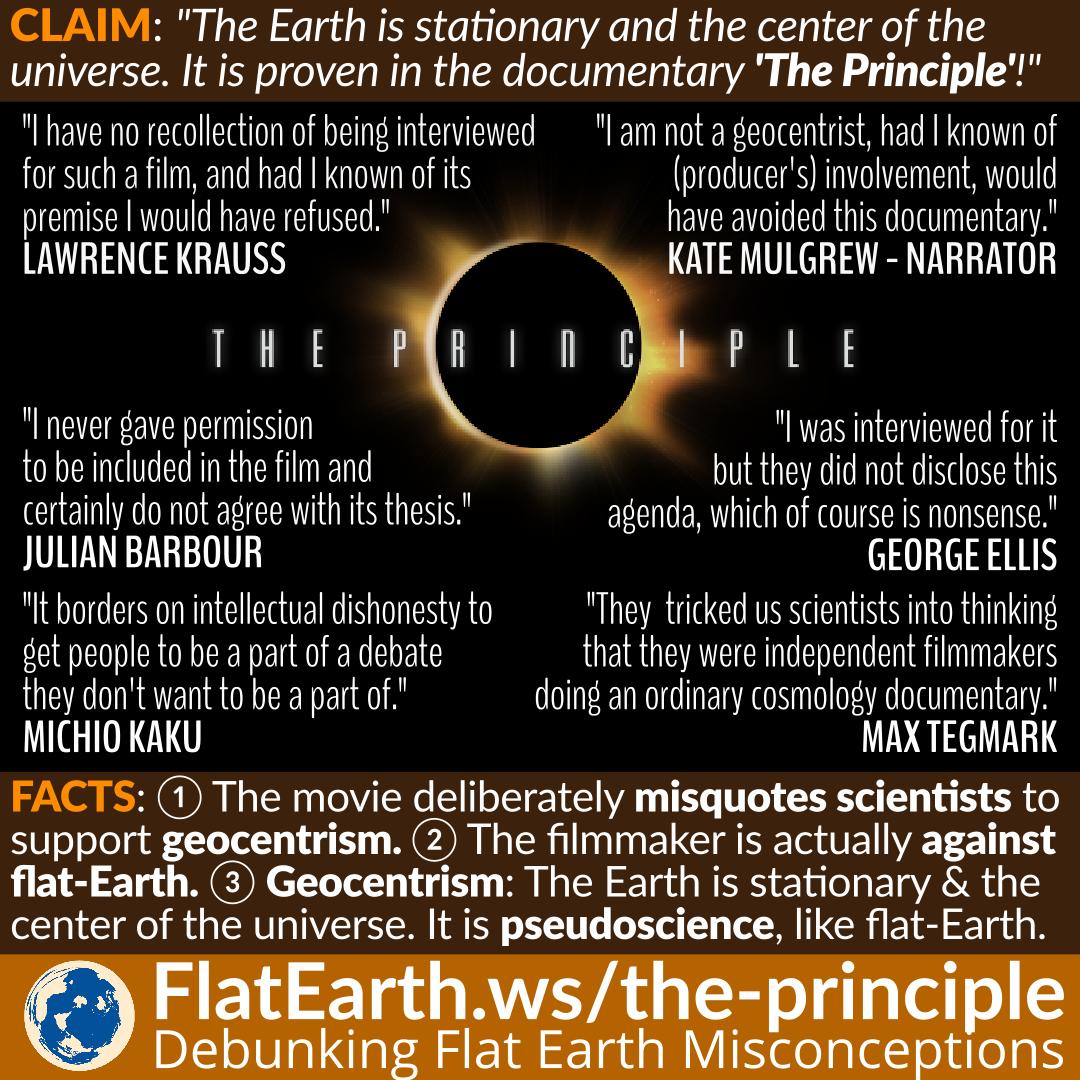 CLAIM: "The Earth is stationary and the center of the
universe. It is proven in the documentary 'The Principle'!"
"I have no recollection of being interviewed
for such a film, and had I known of its
premise I would have refused."
LAWRENCE KRAUSS
"I am not a geocentrist, had I known of
(producer's) involvement, would
have avoided this documentary."
KATE MULGREW - NARRATOR
THE PRINCIPLE
"I never gave permission
to be included in the film and
certainly do not agree with its thesis."
JULIAN BARBOUR
"I was interviewed for it
but they did not disclose this
agenda, which of course is nonsense."
GEORGE ELLIS
"It borders on intellectual dishonesty to
get people to be a part of a debate
they don't want to be a part of."
MICHIO KAKU
"They tricked us scientists into thinking
that they were independent filmmakers
doing an ordinary cosmology documentary."
MAX TEGMARK
FACTS: ① The movie deliberately misquotes scientists to
support geocentrism. ② The filmmaker is actually against
flat-Earth. ③ Geocentrism: The Earth is stationary & the
center of the universe. It is pseudoscience, like flat-Earth.
FlatEarth.ws/the-principle
Debunking Flat Earth Misconceptions